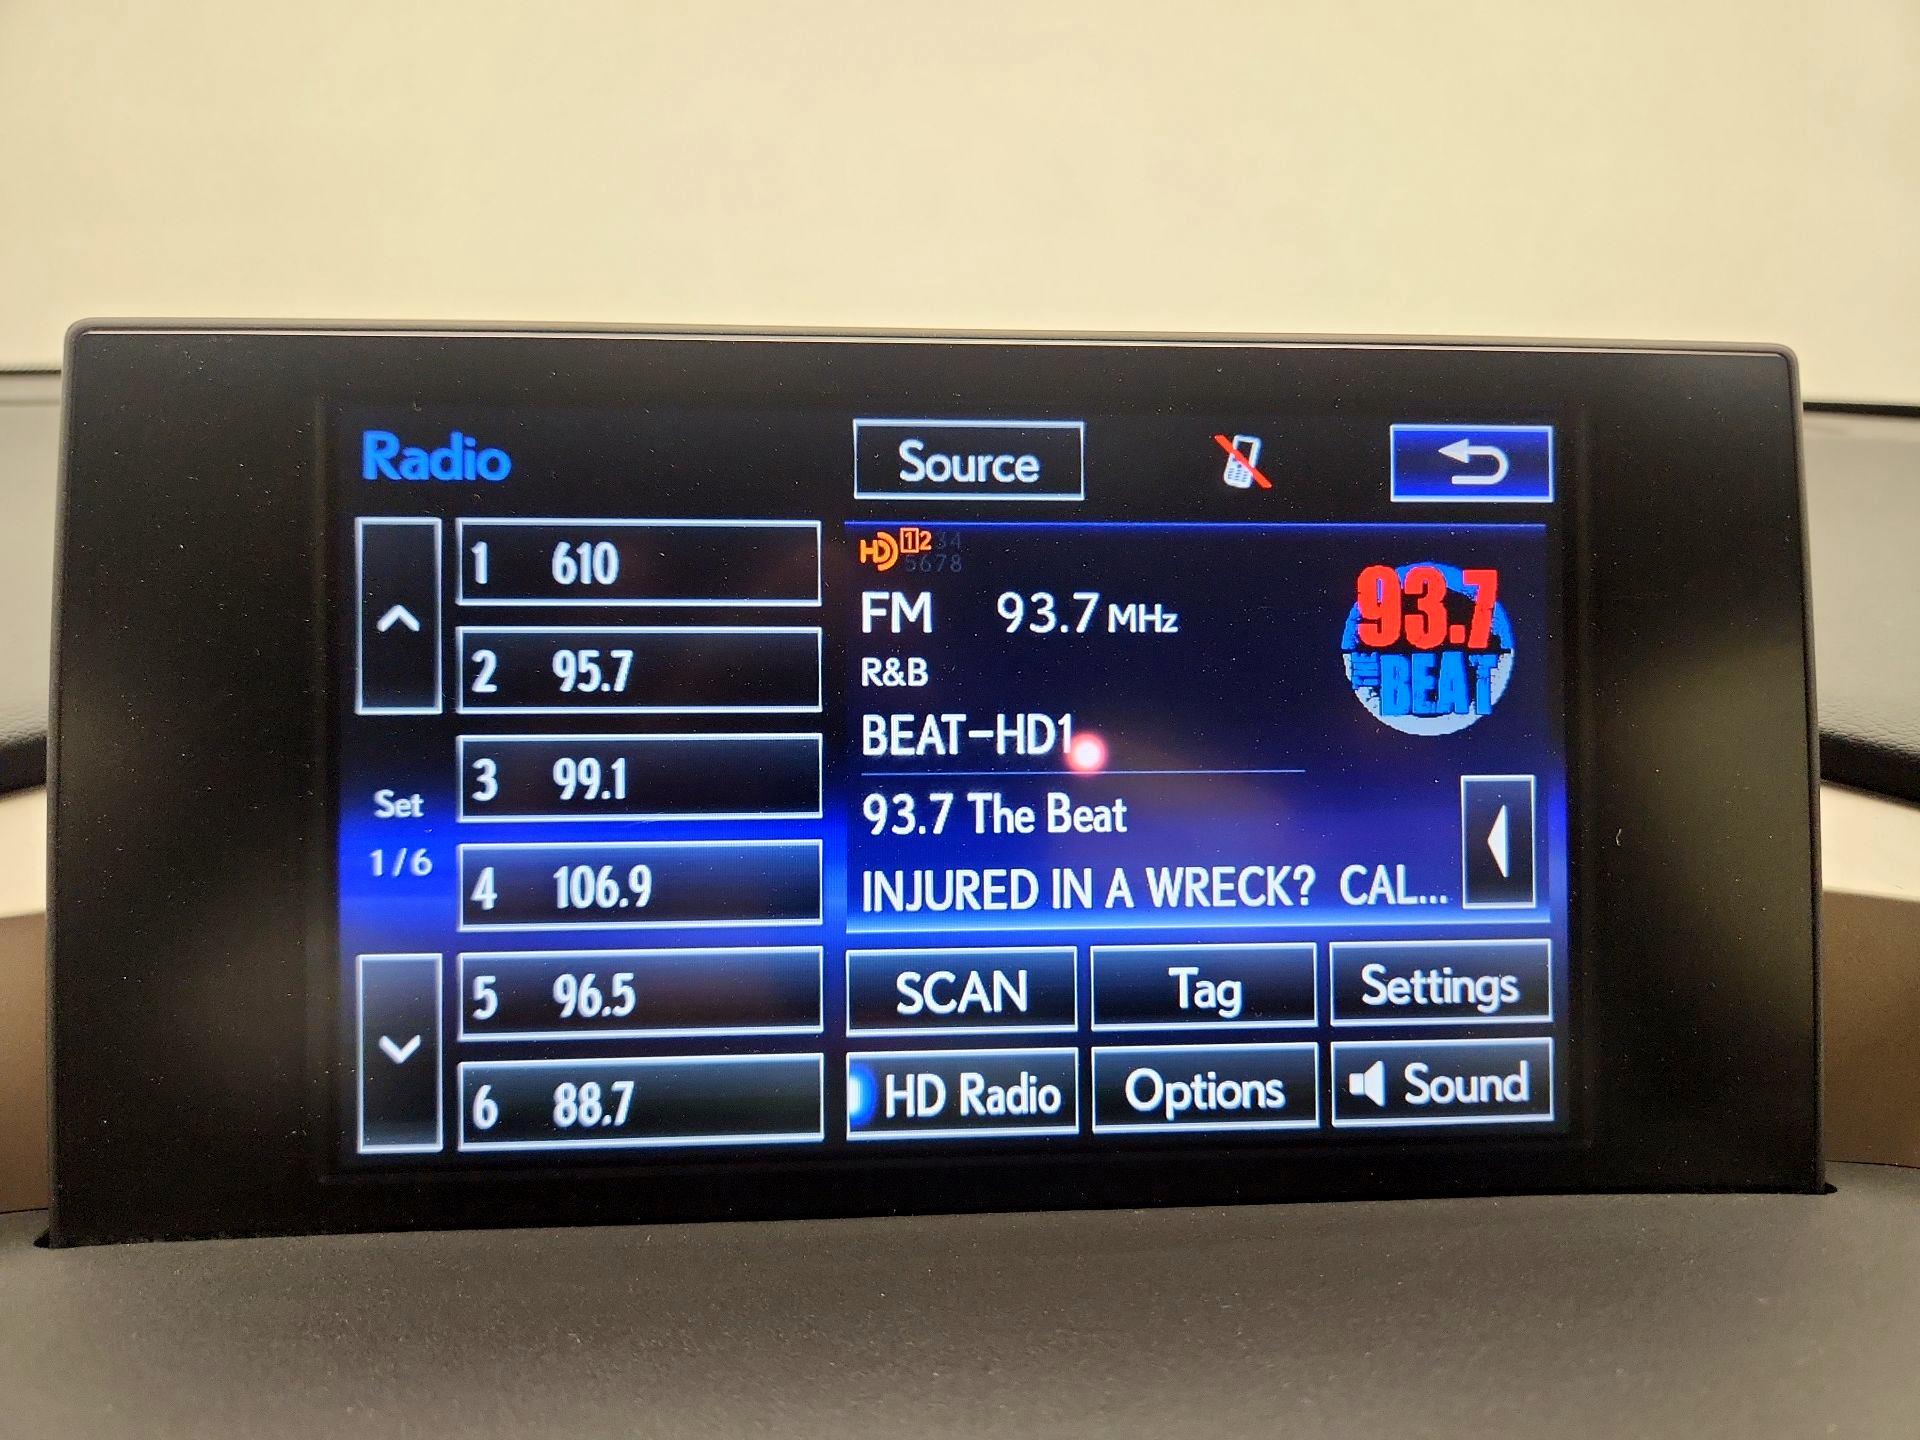 Radio
Source
1 610
2 95.7
3 99.1
Set
1/6
4 106.9
5 96.5
6 88.7
HD 1 2 3 4
5 6 7 8
FM 93.7 MHz
R&B
BEAT-HD1
93.7
THE
BEAT
93.7 The Beat
INJURED IN A WRECK? CAL...
SCAN
Tag
Settings
HD Radio
Options
Sound